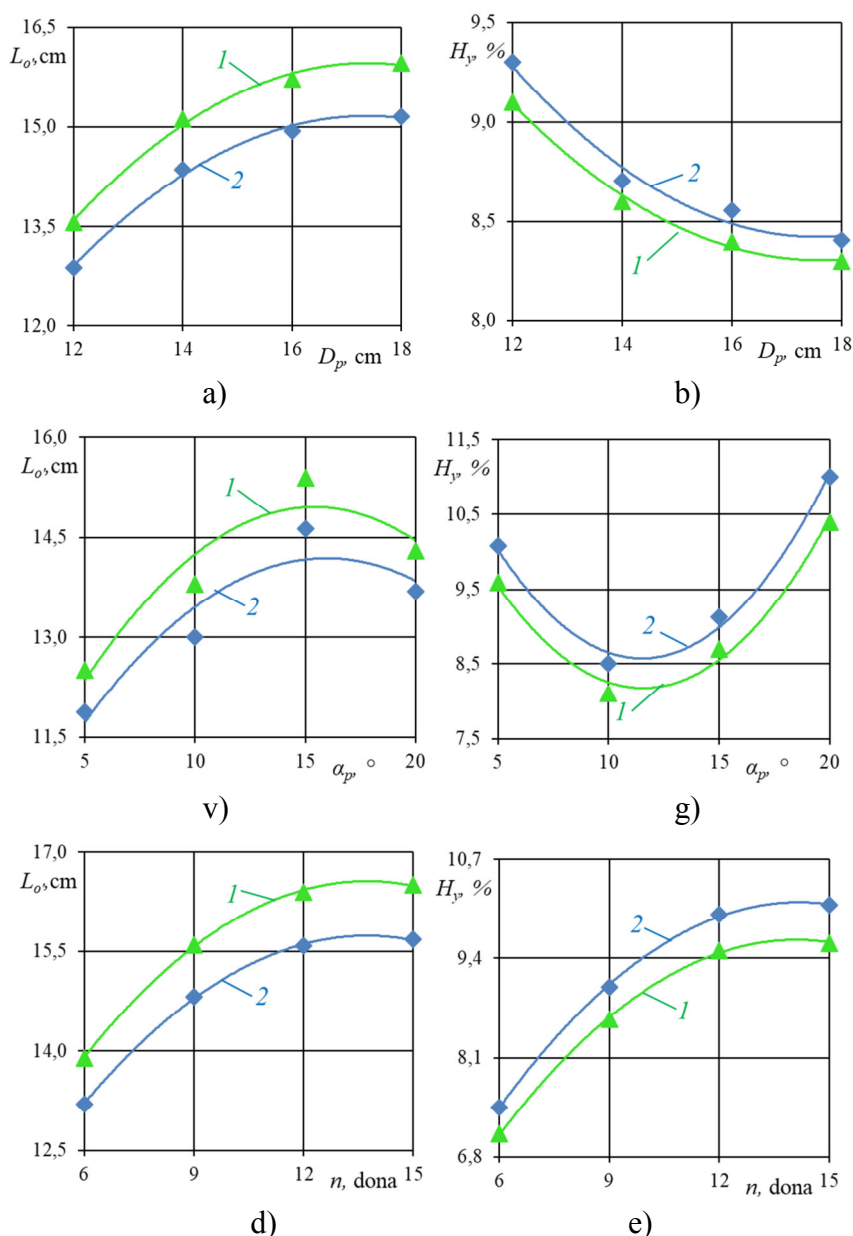 16,5
L_o, cm
15,0
13,5
12,0
1
2
12 14 16 18
D_p, cm
a)
9,5
H_y, %
9,0
8,5
8,0
2
1
12 14 16 18
D_p, cm
b)
16,0
L_o, cm
14,5
13,0
11,5
1
2
5 10 15 20
α_p, °
v)
11,5
H_y, %
10,5
9,5
8,5
7,5
2
1
5 10 15 20
α_p, °
g)
17,0
L_o, cm
15,5
14,0
12,5
1
2
6 9 12 15
n, dona
d)
10,7
H_y, %
9,4
8,1
6,8
2
1
6 9 12 15
n, dona
e)